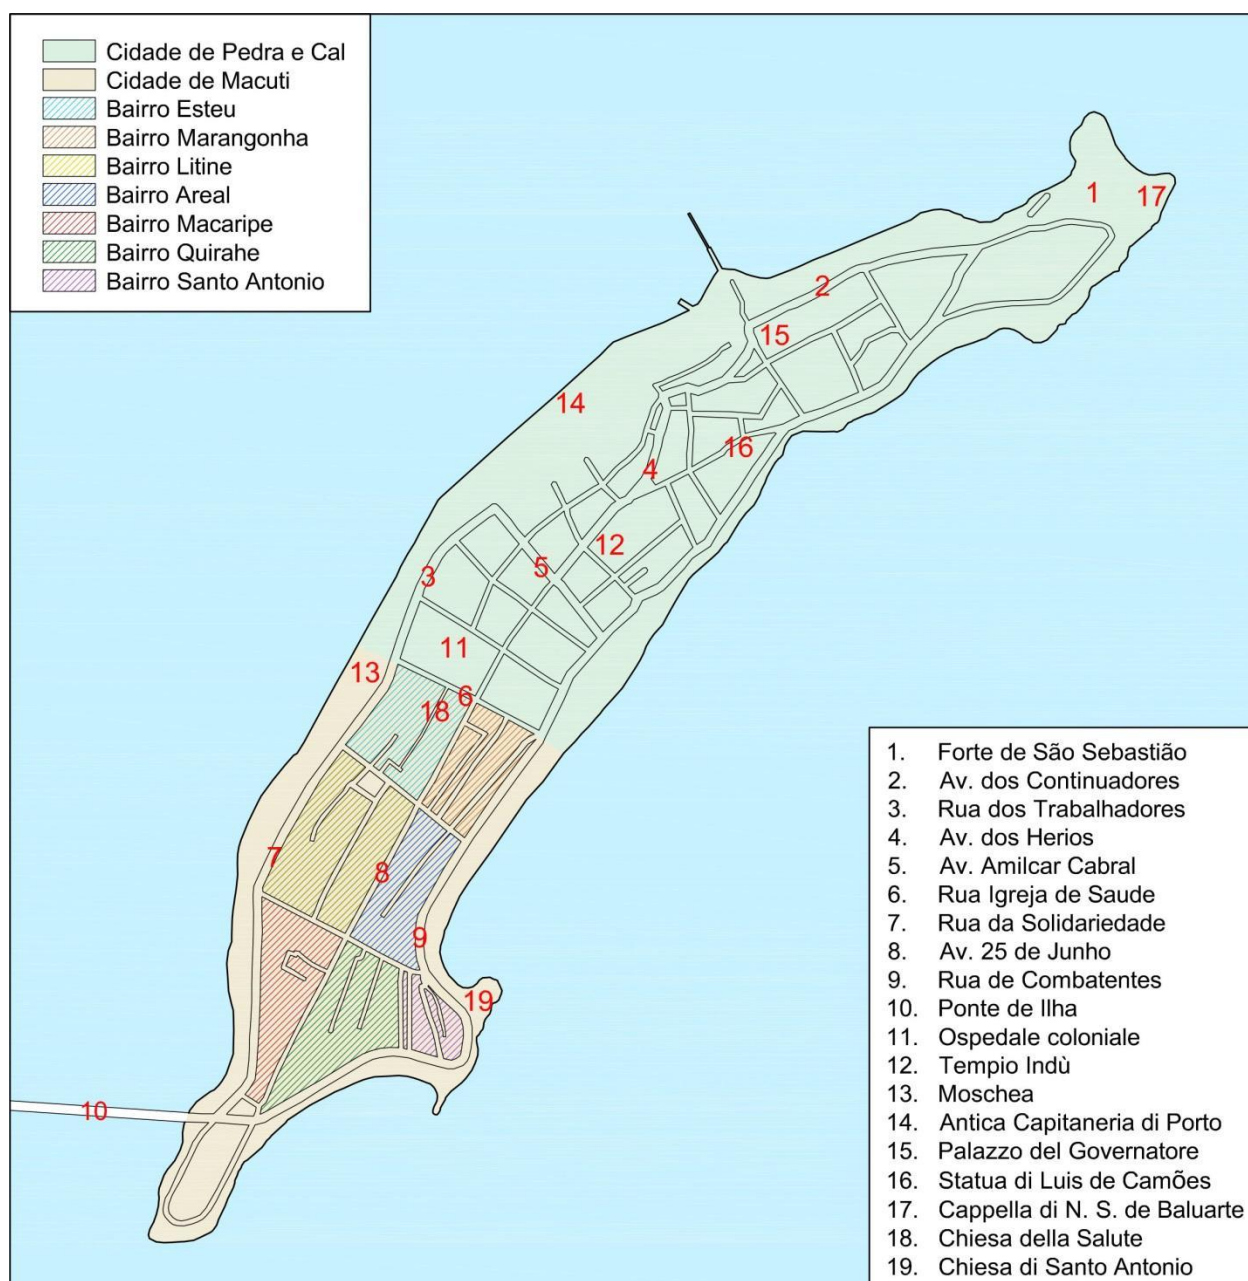 Cidade de Pedra e Cal
Cidade de Macuti
Bairro Esteu
Bairro Marangonha
Bairro Litine
Bairro Areal
Bairro Macaripe
Bairro Quirahe
Bairro Santo Antonio
1
17
2
15
14
16
4
12
5
3
11
13
6
18
7
8
9
19
10
1. Forte de São Sebastião
2. Av. dos Continuadores
3. Rua dos Trabalhadores
4. Av. dos Herios
5. Av. Amilcar Cabral
6. Rua Igreja de Saude
7. Rua da Solidariedade
8. Av. 25 de Junho
9. Rua de Combatentes
10. Ponte de Ilha
11. Ospedale coloniale
12. Tempio Indù
13. Moschea
14. Antica Capitaneria di Porto
15. Palazzo del Governatore
16. Statua di Luis de Camões
17. Cappella di N. S. de Baluarte
18. Chiesa della Salute
19. Chiesa di Santo Antonio